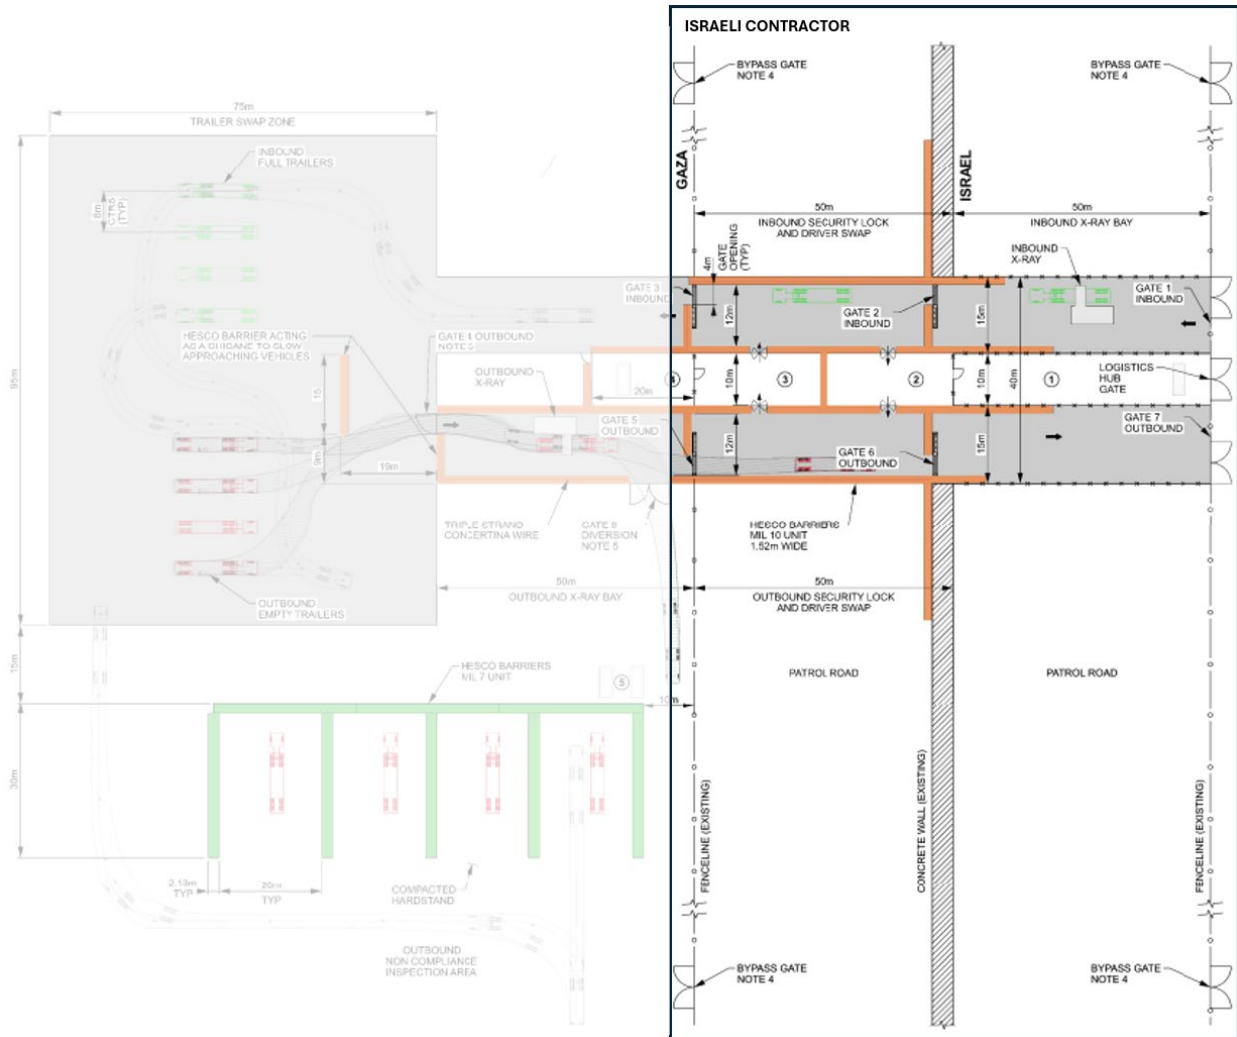 ISRAELI CONTRACTOR
BYPASS GATE
NOTE 4
BYPASS GATE
NOTE 4
75m
TRAILER SWAP ZONE
INBOUND
FULL TRAILERS
8m
CTRS
(TYP)
GAZA
ISRAEL
50m
INBOUND SECURITY LOCK
AND DRIVER SWAP
50m
INBOUND X-RAY BAY
4m
GATE
OPENING
(TYP)
INBOUND
X-RAY
GATE 3
INBOUND
GATE 2
INBOUND
GATE 1
INBOUND
12m
15m
40m
HESCO BARRIER ACTING
AS A CHICANE TO SLOW
APPROACHING VEHICLES
GATE 4 OUTBOUND
NOTE 5
OUTBOUND
X-RAY
15
20m
4
10m
3
2
10m
1
LOGISTICS
HUB
GATE
95m
GATE 5
OUTBOUND
12m
GATE 6
OUTBOUND
15m
GATE 7
OUTBOUND
9m
19m
TRIPLE STRAND
CONCERTINA WIRE
GATE 8
DIVERSION
NOTE 5
HESCO BARRIERS
MIL 10 UNIT
1.52m WIDE
OUTBOUND
EMPTY TRAILERS
50m
OUTBOUND X-RAY BAY
50m
OUTBOUND SECURITY LOCK
AND DRIVER SWAP
15m
HESCO BARRIERS
MIL 7 UNIT
5
10m
PATROL ROAD
PATROL ROAD
30m
2.13m
TYP
20m
TYP
COMPACTED
HARDSTAND
FENCELINE (EXISTING)
CONCRETE WALL (EXISTING)
FENCELINE (EXISTING)
OUTBOUND
NON COMPLIANCE
INSPECTION AREA
BYPASS GATE
NOTE 4
BYPASS GATE
NOTE 4